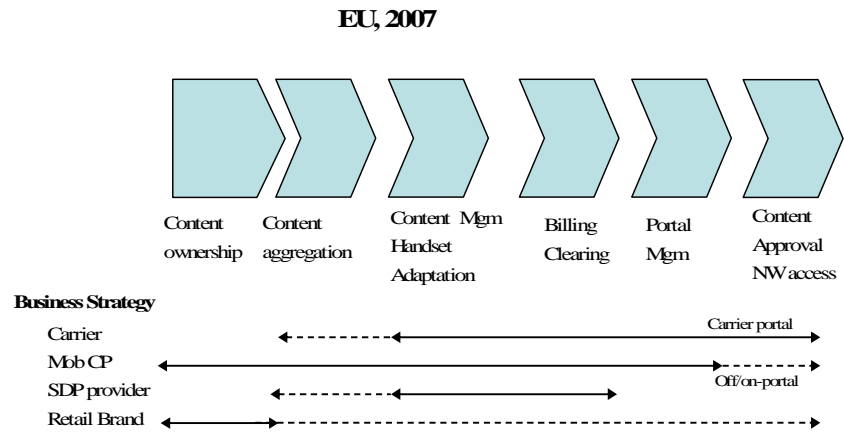 EU, 2007
Content ownership
Content aggregation
Content Mgm Handset Adaptation
Billing Clearing
Portal Mgm
Content Approval NW access
Business Strategy
Carrier
Carrier portal
Mob CP
Off/on-portal
SDP provider
Retail Brand